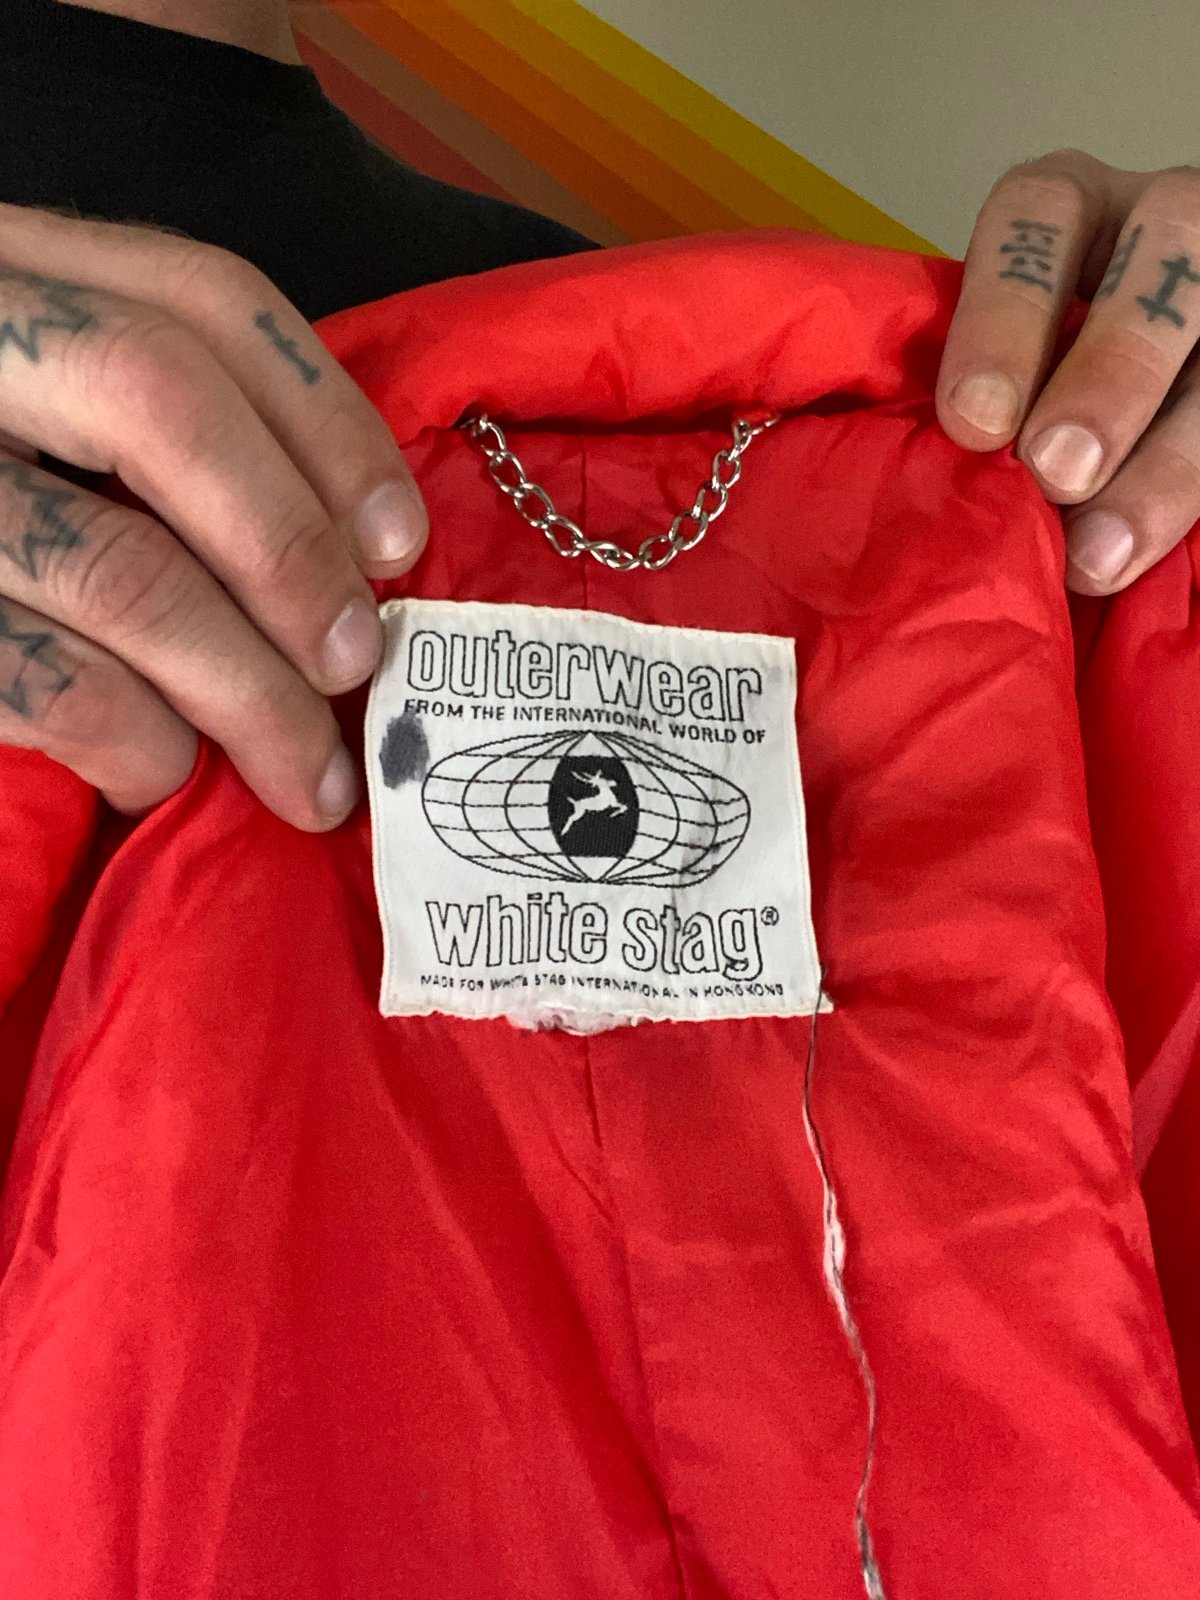 outerwear
FROM THE INTERNATIONAL WORLD OF
white stag®
MADE FOR WHITE STAG INTERNATIONAL IN HONG KONG